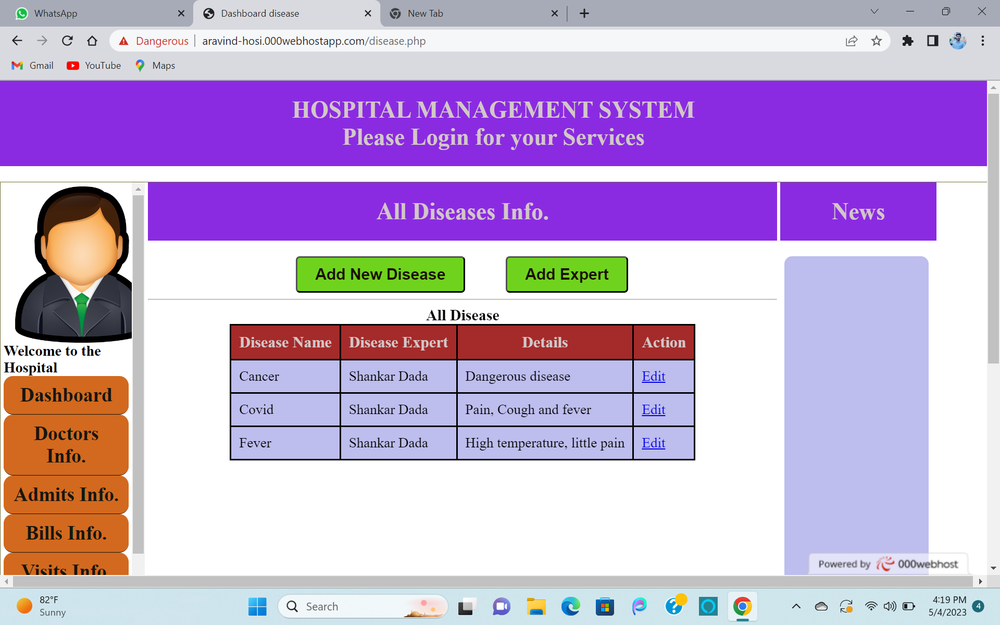 WhatsApp
Dashboard disease
New Tab
Dangerous
aravind-hosi.000webhostapp.com/disease.php
Gmail
YouTube
Maps
HOSPITAL MANAGEMENT SYSTEM
Please Login for your Services
Welcome to the
Hospital
Dashboard
Doctors
Info.
Admits Info.
Bills Info.
Visits Info
All Diseases Info.
Add New Disease
Add Expert
All Disease
Disease Name Disease Expert Details Action
Cancer Shankar Dada Dangerous disease Edit
Covid Shankar Dada Pain, Cough and fever Edit
Fever Shankar Dada High temperature, little pain Edit
News
Powered by 000webhost
82°F
Sunny
Search
4:19 PM
5/4/2023
4